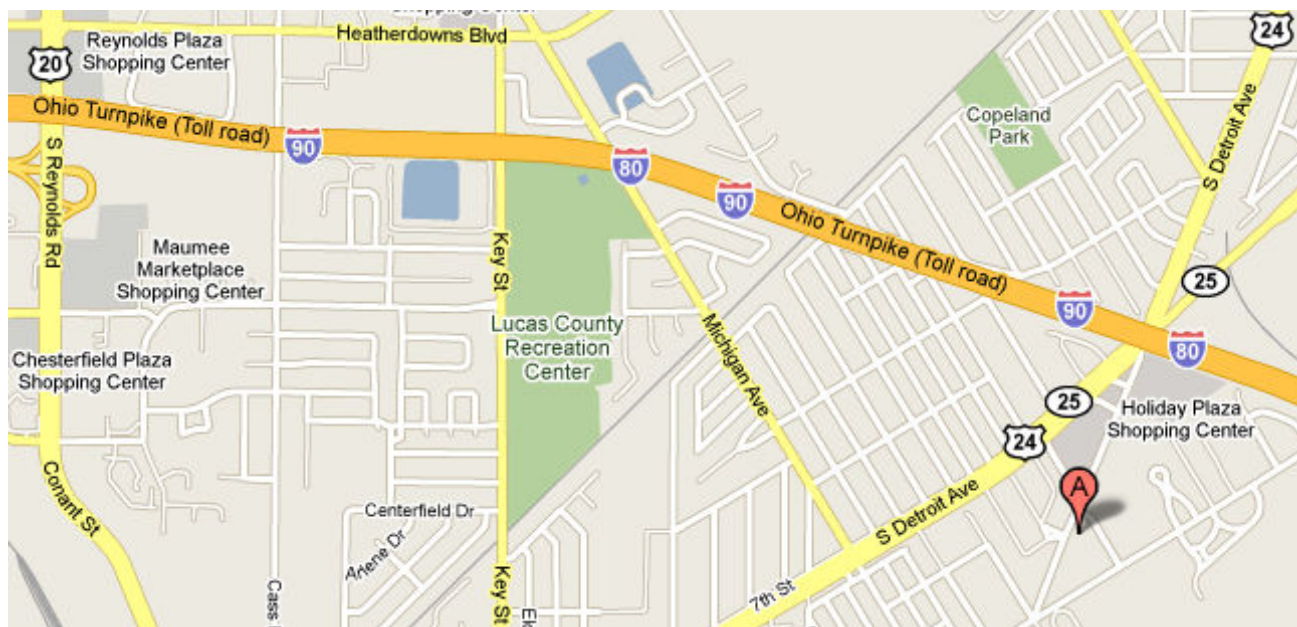 Shopping Center
Heatherdowns Blvd
24
Reynolds Plaza
Shopping Center
20
Ohio Turnpike (Toll road)
90
80
90
Copeland
Park
S Detroit Ave
S Reynolds Rd
Key St
Ohio Turnpike (Toll road)
Maumee
Marketplace
Shopping Center
25
90
80
Lucas County
Recreation
Center
Michigan Ave
Chesterfield Plaza
Shopping Center
25
Holiday Plaza
Shopping Center
24
A
Conant St
Centerfield Dr
S Detroit Ave
Arlene Dr
Key St
7th St
Cass